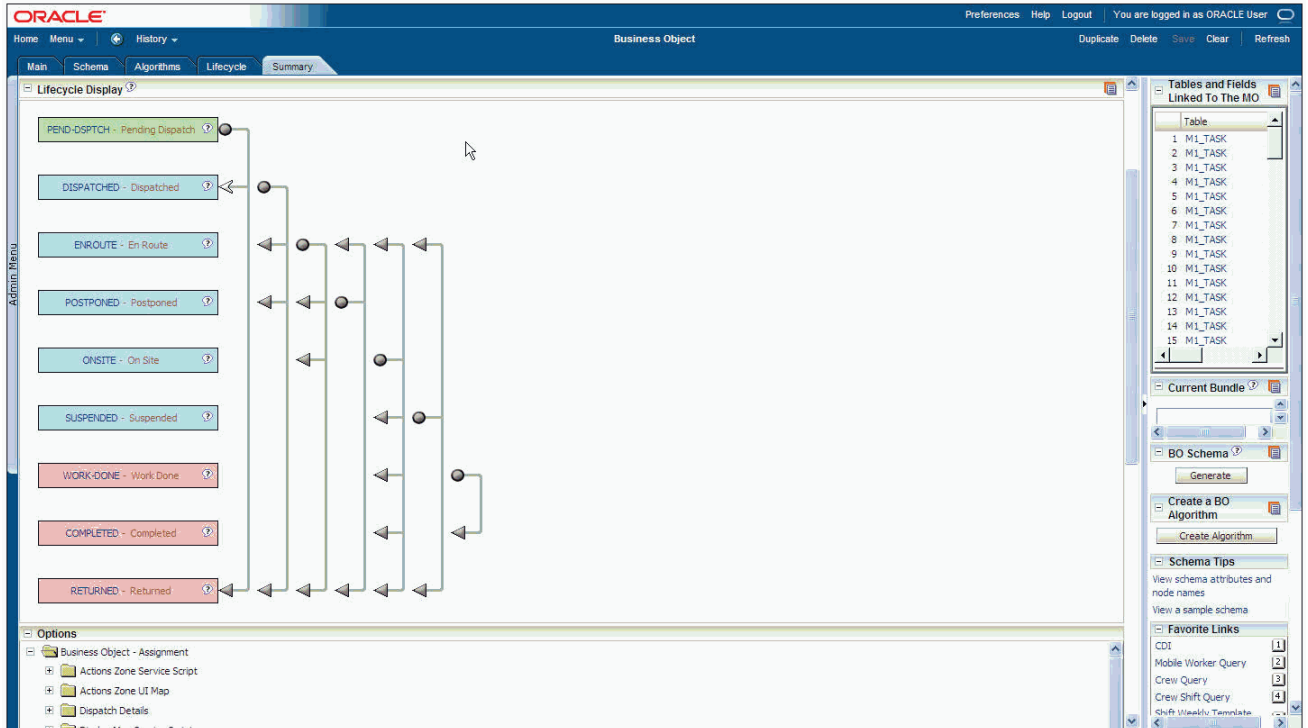 ORACLE
Preferences Help Logout You are logged in as ORACLE User
Home Menu History Business Object Duplicate Delete Save Clear Refresh
Main Schema Algorithms Lifecycle Summary
Admin Menu
Lifecycle Display
PEND-DSPTCH - Pending Dispatch
DISPATCHED - Dispatched
ENROUTE - En Route
POSTPONED - Postponed
ONSITE - On Site
SUSPENDED - Suspended
WORK-DONE - Work Done
COMPLETED - Completed
RETURNED - Returned
Options
Business Object - Assignment
Actions Zone Service Script
Actions Zone UI Map
Dispatch Details
Tables and Fields
Linked To The MO
Table
1 M1_TASK
2 M1_TASK
3 M1_TASK
4 M1_TASK
5 M1_TASK
6 M1_TASK
7 M1_TASK
8 M1_TASK
9 M1_TASK
10 M1_TASK
11 M1_TASK
12 M1_TASK
13 M1_TASK
14 M1_TASK
15 M1_TASK
Current Bundle
BO Schema
Generate
Create a BO
Algorithm
Create Algorithm
Schema Tips
View schema attributes and
node names
View a sample schema
Favorite Links
CDI 1
Mobile Worker Query 2
Crew Query 3
Crew Shift Query 4
Shift Weekly Template